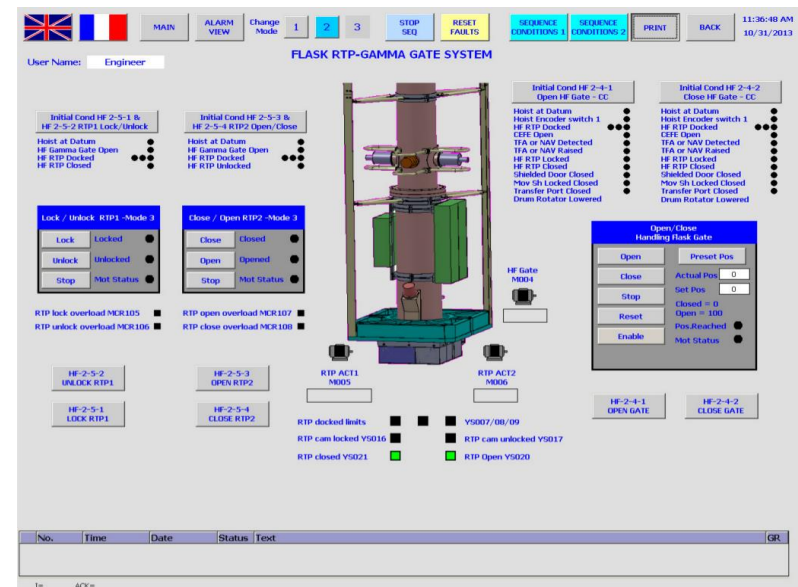 MAIN
ALARM VIEW
Change Mode
1
2
3
STOP SEQ
RESET FAULTS
SEQUENCE CONDITIONS 1
SEQUENCE CONDITIONS 2
PRINT
BACK
11:36:48 AM
10/31/2013
User Name: Engineer
FLASK RTP-GAMMA GATE SYSTEM
Initial Cond HF 2-5-1 &
HF 2-5-2 RTP1 Lock/Unlock
Hoist at Datum
HF Gamma Gate Open
HF RTP Docked
HF RTP Closed
Initial Cond HF 2-5-3 &
HF 2-5-4 RTP2 Open/Close
Hoist at Datum
HF Gamma Gate Open
HF RTP Docked
HF RTP Unlocked
Initial Cond HF 2-4-1
Open HF Gate - CC
Hoist at Datum
Hoist Encoder switch 1
HF RTP Docked
CEFE Open
TFA or NAV Detected
TFA or NAV Raised
HF RTP Locked
HF RTP Closed
Shielded Door Closed
Mov Sh Locked Closed
Transfer Port Closed
Drum Rotator Lowered
Initial Cond HF 2-4-2
Close HF Gate - CC
Hoist at Datum
Hoist Encoder switch 1
HF RTP Docked
CEFE Open
TFA or NAV Detected
TFA or NAV Raised
HF RTP Locked
HF RTP Closed
Shielded Door Closed
Mov Sh Locked Closed
Transfer Port Closed
Drum Rotator Lowered
Lock / Unlock RTP1 -Mode 3
Lock Locked
Unlock Unlocked
Stop Mot Status
Close / Open RTP2 -Mode 3
Close Closed
Open Opened
Stop Mot Status
Open/Close
Handling Flask Gate
Open Preset Pos
Close Actual Pos 0
Stop Set Pos 0
Closed = 0
Reset Open = 100
Enable Pos.Reached
Mot Status
HF Gate
M004
RTP lock overload MCR105
RTP unlock overload MCR106
RTP open overload MCR107
RTP close overload MCR108
HF-2-5-2
UNLOCK RTP1
HF-2-5-1
LOCK RTP1
HF-2-5-3
OPEN RTP2
HF-2-5-4
CLOSE RTP2
RTP ACT1
M005
RTP ACT2
M006
HF-2-4-1
OPEN GATE
HF-2-4-2
CLOSE GATE
RTP docked limits YS007/08/09
RTP cam locked YS016 RTP cam unlocked YS017
RTP closed YS021 RTP Open YS020
No. Time Date Status Text GR
ACK=